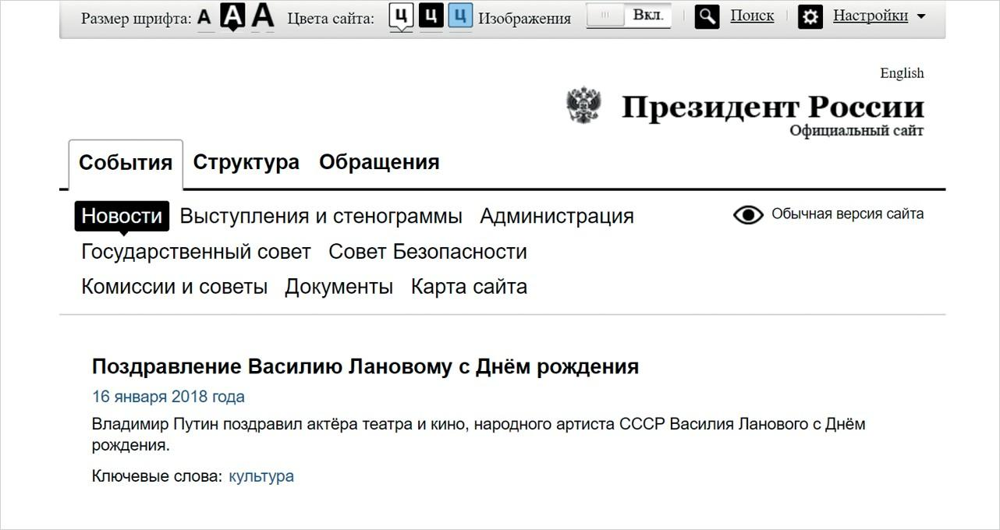 Размер шрифта: А А А Цвета сайта: Ц Ц Ц Изображения Вкл. Поиск Настройки
English
Президент России
Официальный сайт
События Структура Обращения
Новости Выступления и стенограммы Администрация Обычная версия сайта
Государственный совет Совет Безопасности
Комиссии и советы Документы Карта сайта
Поздравление Василию Лановому с Днём рождения
16 января 2018 года
Владимир Путин поздравил актёра театра и кино, народного артиста СССР Василия Ланового с Днём
рождения.
Ключевые слова: культура